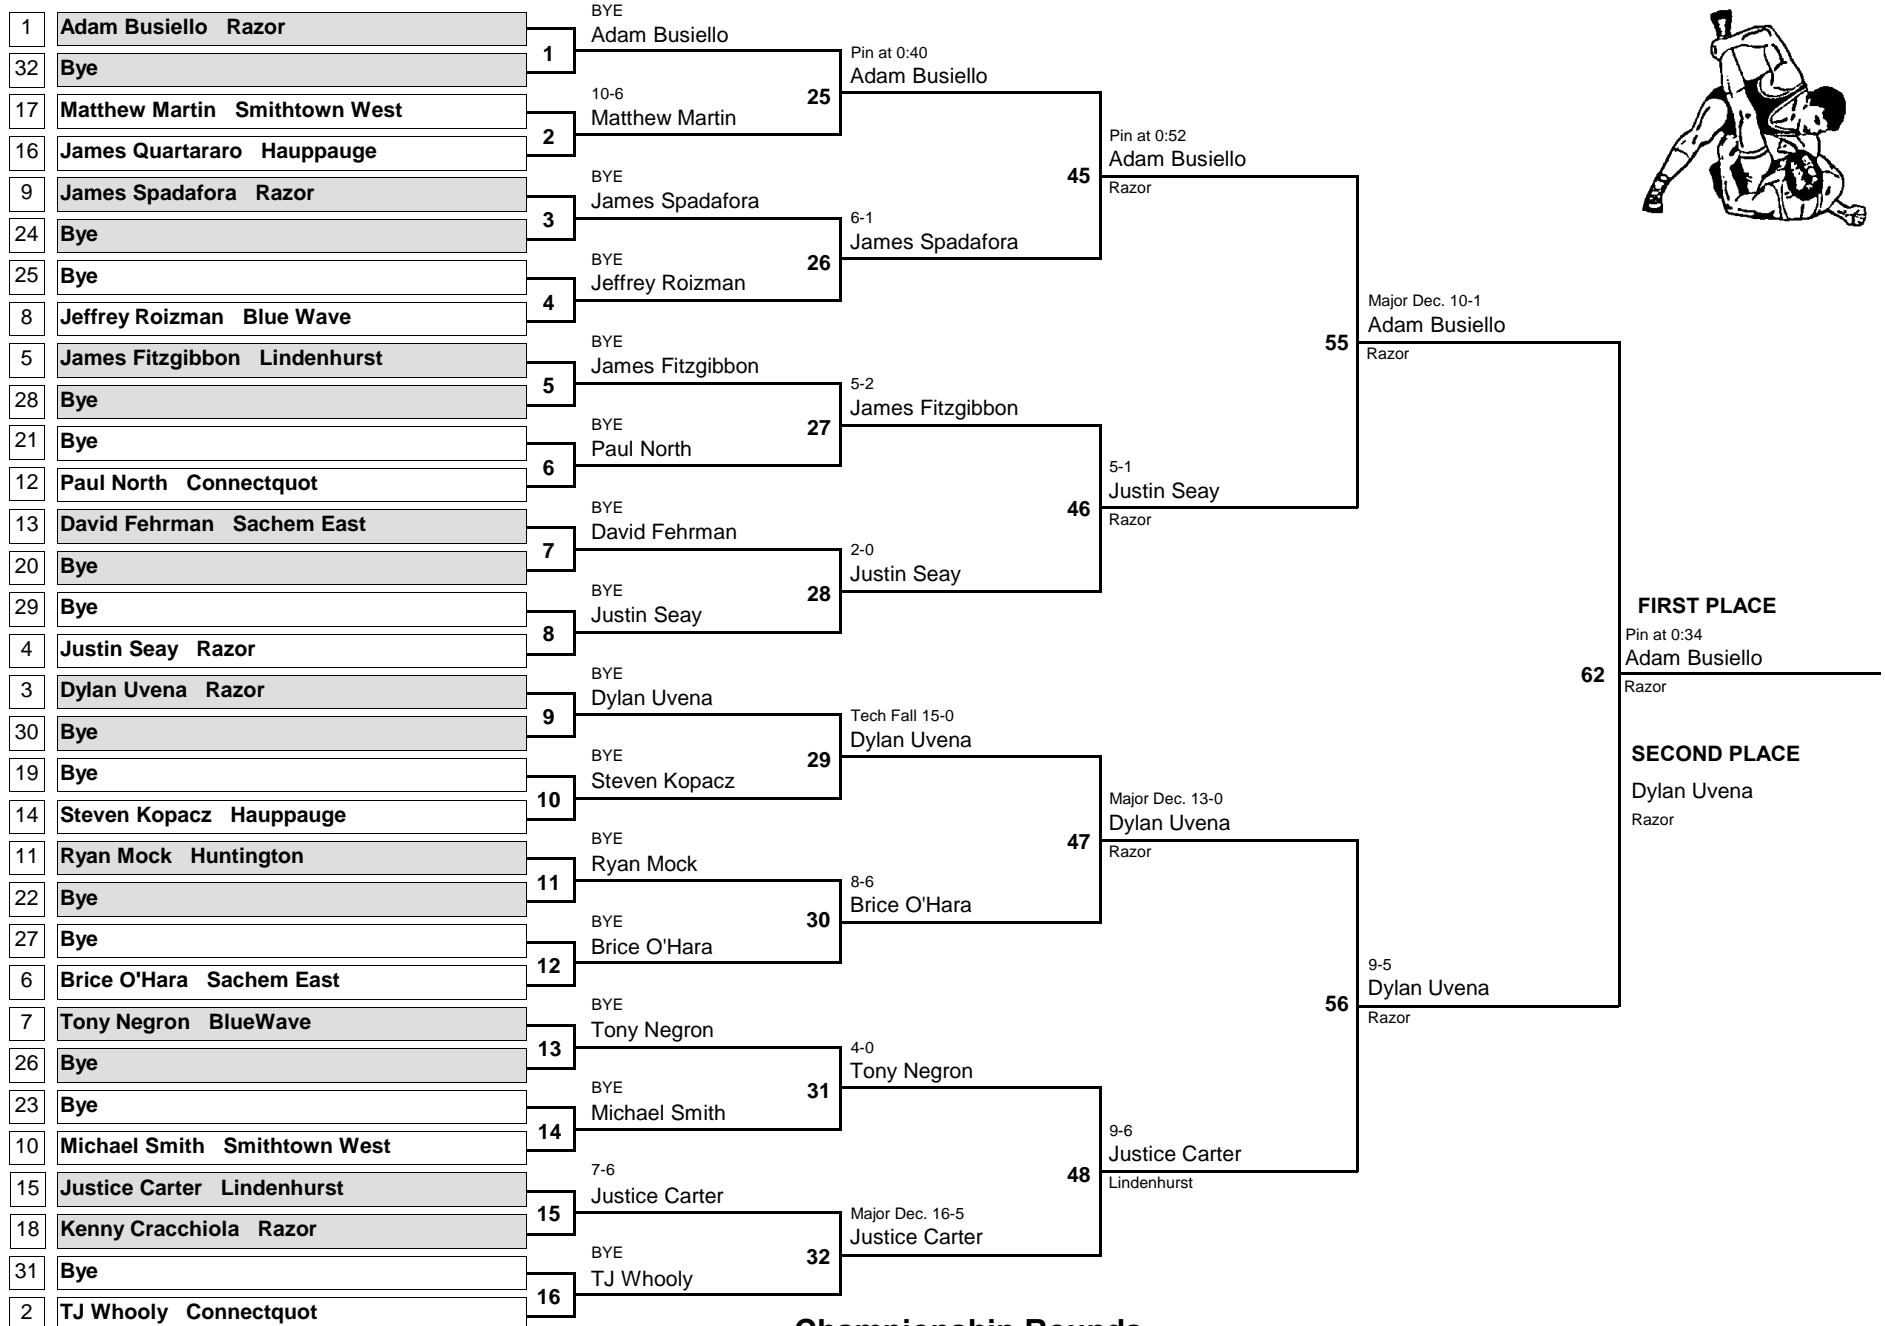 1 Adam Busiello Razor
32 Bye
17 Matthew Martin Smithtown West
16 James Quartararo Hauppauge
9 James Spadafora Razor
24 Bye
25 Bye
8 Jeffrey Roizman Blue Wave
5 James Fitzgibbon Lindenhurst
28 Bye
21 Bye
12 Paul North Connectquot
13 David Fehrman Sachem East
20 Bye
29 Bye
4 Justin Seay Razor
3 Dylan Uvena Razor
30 Bye
19 Bye
14 Steven Kopacz Hauppauge
11 Ryan Mock Huntington
22 Bye
27 Bye
6 Brice O'Hara Sachem East
7 Tony Negron BlueWave
26 Bye
23 Bye
10 Michael Smith Smithtown West
15 Justice Carter Lindenhurst
18 Kenny Cracchiola Razor
31 Bye
2 TJ Whooly Connectquot
1
2
3
4
5
6
7
8
9
10
11
12
13
14
15
16
BYE
Adam Busiello
10-6
Matthew Martin
BYE
James Spadafora
BYE
Jeffrey Roizman
BYE
James Fitzgibbon
BYE
Paul North
BYE
David Fehrman
BYE
Justin Seay
BYE
Dylan Uvena
BYE
Steven Kopacz
BYE
Ryan Mock
BYE
Brice O'Hara
BYE
Tony Negron
BYE
Michael Smith
7-6
Justice Carter
BYE
TJ Whooly
25
26
27
28
29
30
31
32
Pin at 0:40
Adam Busiello
6-1
James Spadafora
5-2
James Fitzgibbon
2-0
Justin Seay
Tech Fall 15-0
Dylan Uvena
8-6
Brice O'Hara
4-0
Tony Negron
Major Dec. 16-5
Justice Carter
45
46
47
48
Pin at 0:52
Adam Busiello
Razor
5-1
Justin Seay
Razor
Major Dec. 13-0
Dylan Uvena
Razor
9-6
Justice Carter
Lindenhurst
55
56
Major Dec. 10-1
Adam Busiello
Razor
9-5
Dylan Uvena
Razor
62
FIRST PLACE
Pin at 0:34
Adam Busiello
Razor
SECOND PLACE
Dylan Uvena
Razor
Championship Rounds